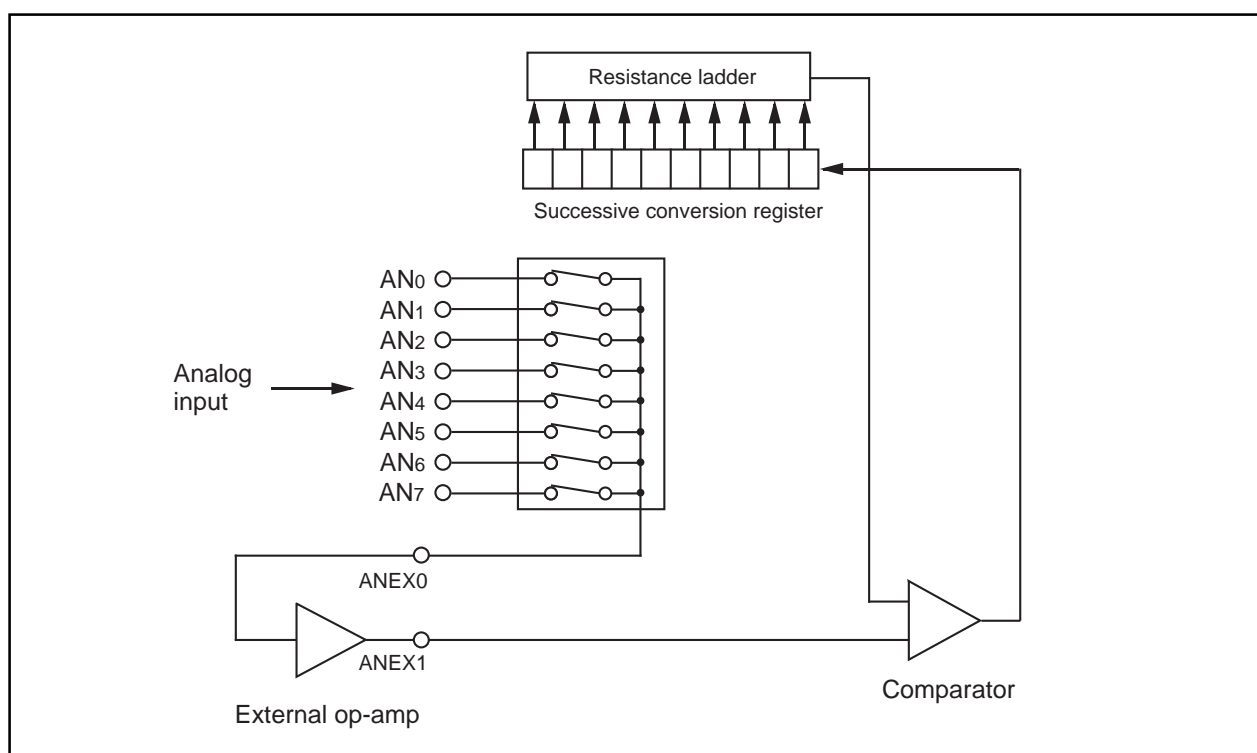 Resistance ladder
Successive conversion register
AN0
AN1
AN2
AN3
AN4
AN5
AN6
AN7
Analog
input
ANEX0
ANEX1
External op-amp
Comparator